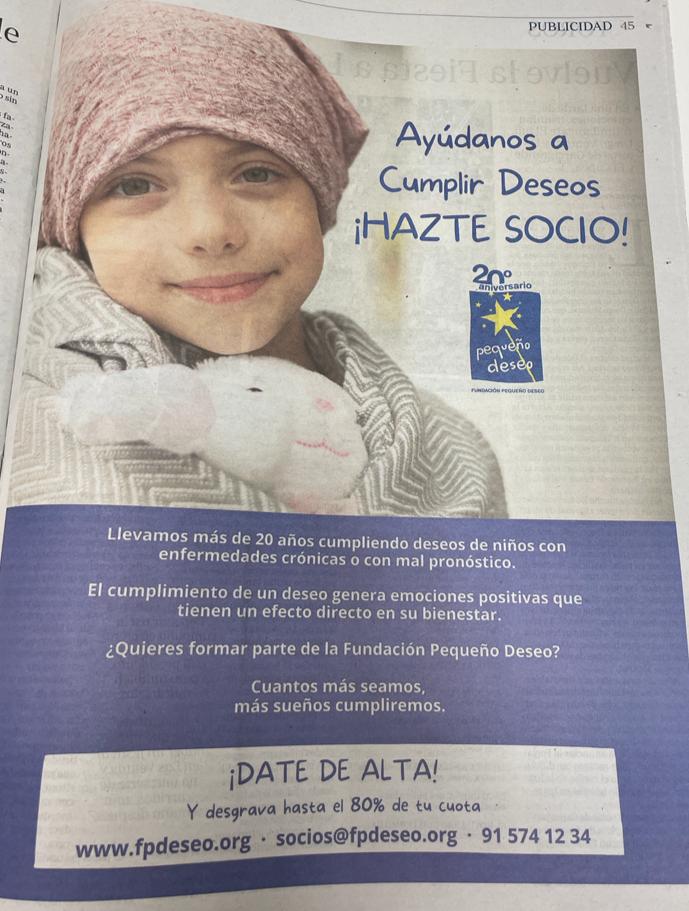 PUBLICIDAD 45
Ayúdanos a
Cumplir Deseos
¡HAZTE SOCIO!
20º
aniversario
pequeño
deseo
FUNDACIÓN PEQUEÑO DESEO
Llevamos más de 20 años cumpliendo deseos de niños con
enfermedades crónicas o con mal pronóstico.
El cumplimiento de un deseo genera emociones positivas que
tienen un efecto directo en su bienestar.
¿Quieres formar parte de la Fundación Pequeño Deseo?
Cuantos más seamos,
más sueños cumpliremos.
¡DATE DE ALTA!
Y desgrava hasta el 80% de tu cuota
www.fpdeseo.org · socios@fpdeseo.org · 91 574 12 34